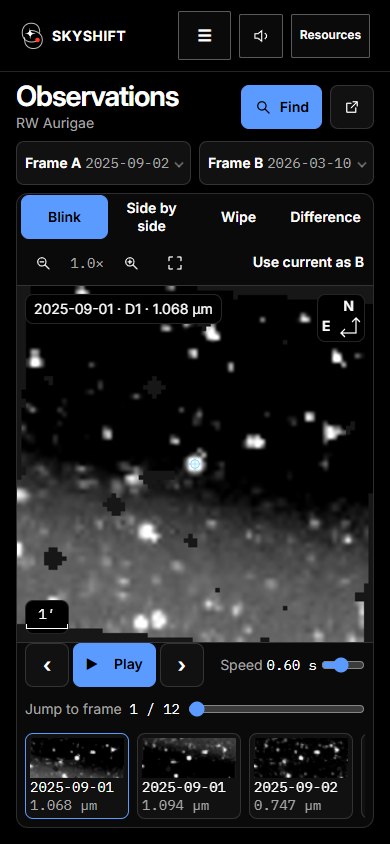 SKYSHIFT
Resources
Observations
RW Aurigae
Find
Frame A 2025-09-02
Frame B 2026-03-10
Blink
Side by side
Wipe
Difference
1.0×
Use current as B
2025-09-01 · D1 · 1.068 µm
N
E
1′
Play
Speed 0.60 s
Jump to frame 1 / 12
2025-09-01
1.068 µm
2025-09-01
1.094 µm
2025-09-02
0.747 µm